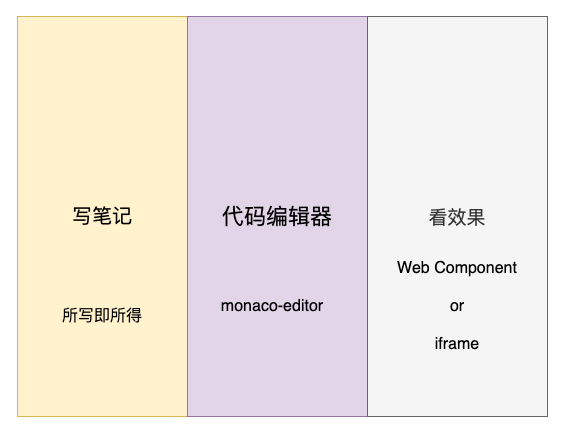 写笔记
所写即所得
代码编辑器
monaco-editor
看效果
Web Component
or
iframe